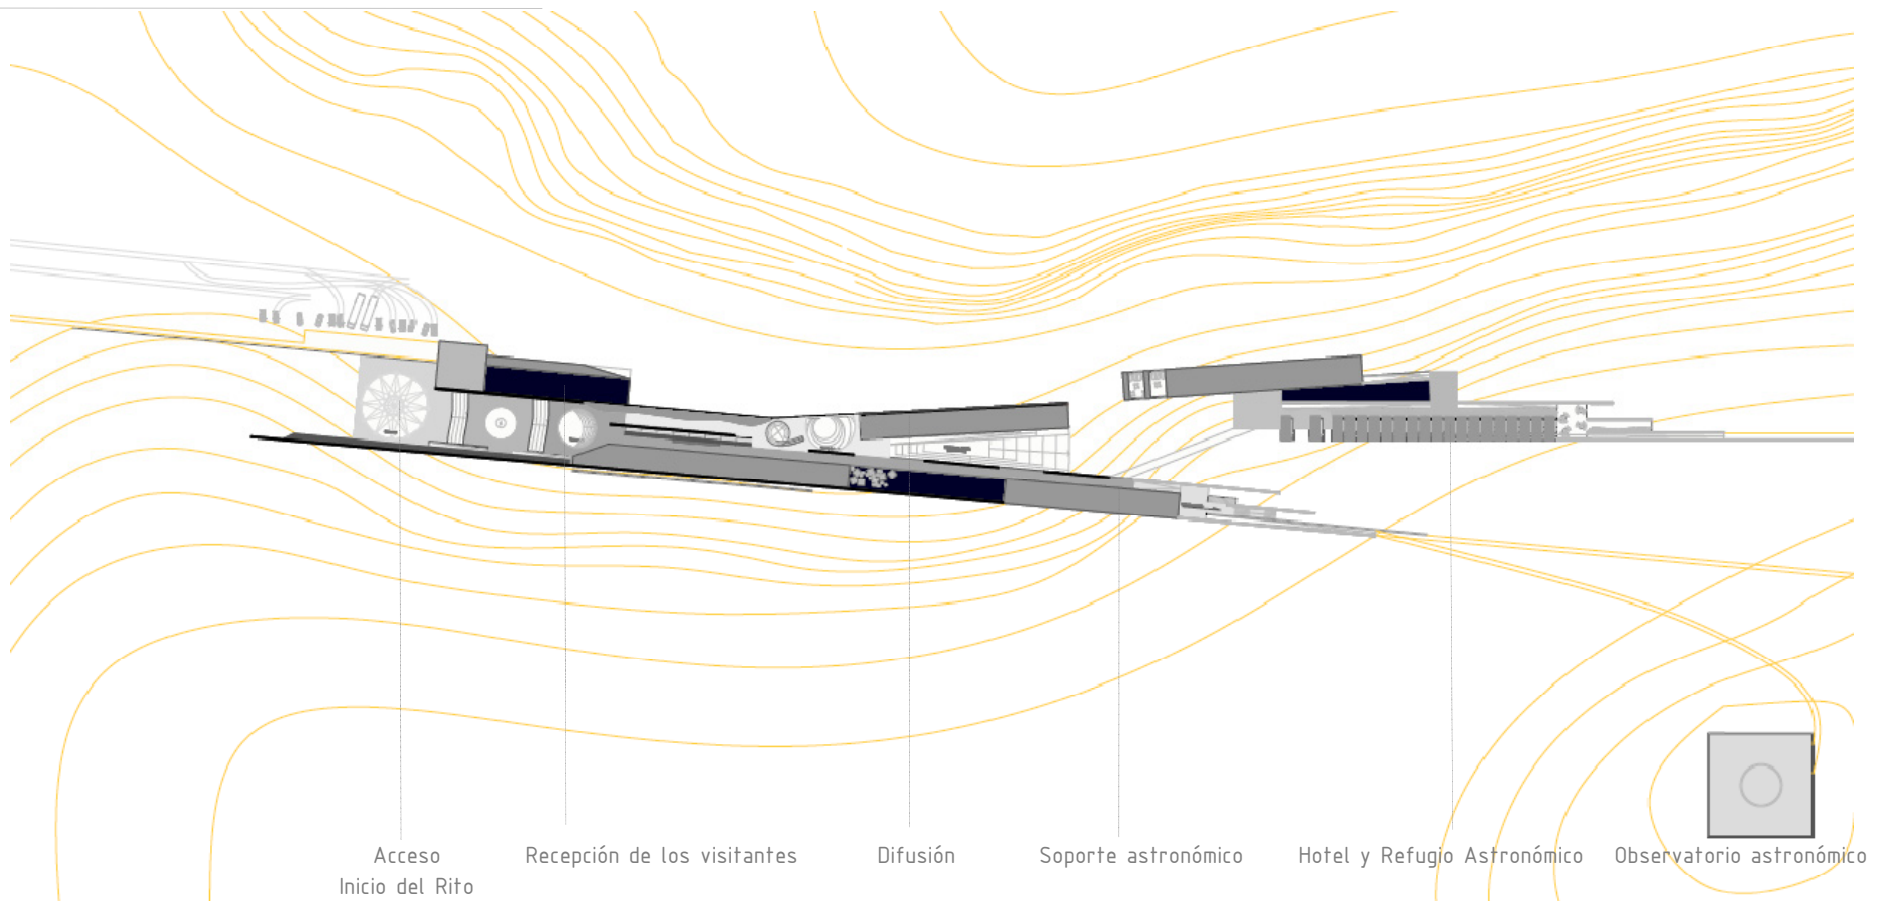 Acceso
Inicio del Rito
Recepción de los visitantes
Difusión
Soporte astronómico
Hotel y Refugio Astronómico
Observatorio astronómico